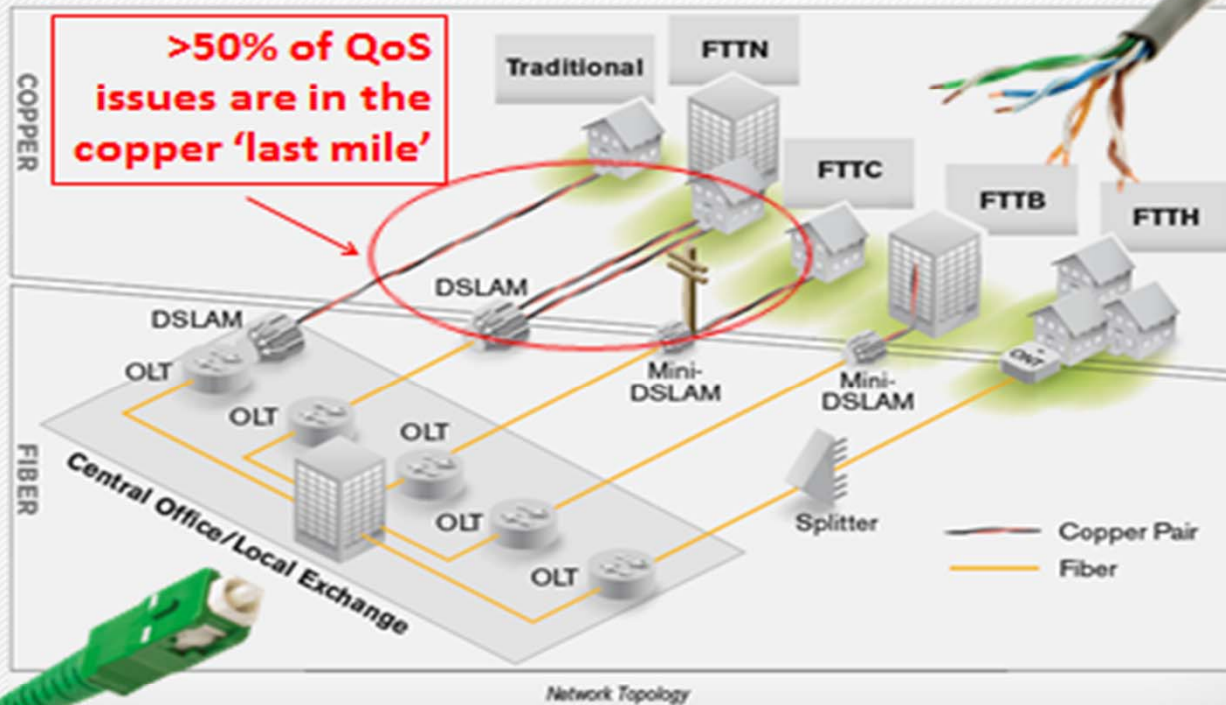 >50% of QoS
issues are in the
copper ‘last mile’
COPPER
Traditional
FTTN
FTTC
FTTB
FTTH
DSLAM
DSLAM
OLT
OLT
OLT
OLT
OLT
Mini-
DSLAM
Mini-
DSLAM
ONT
FIBER
Central Office/Local Exchange
Splitter
Copper Pair
Fiber
Network Topology